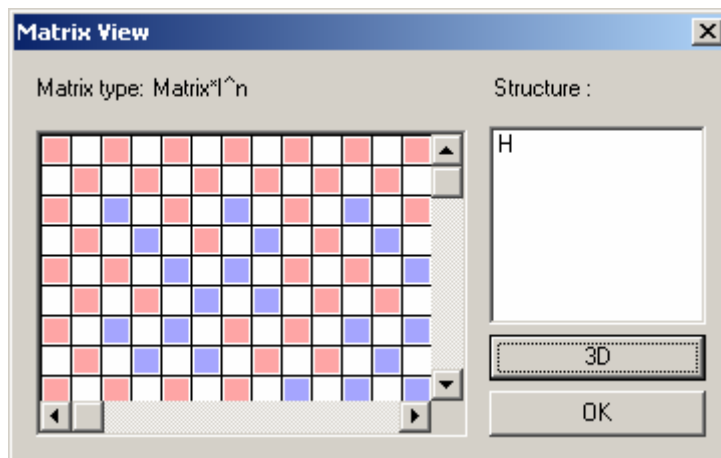 Matrix View
Matrix type: Matrix*I^n
Structure :
H
3D
OK